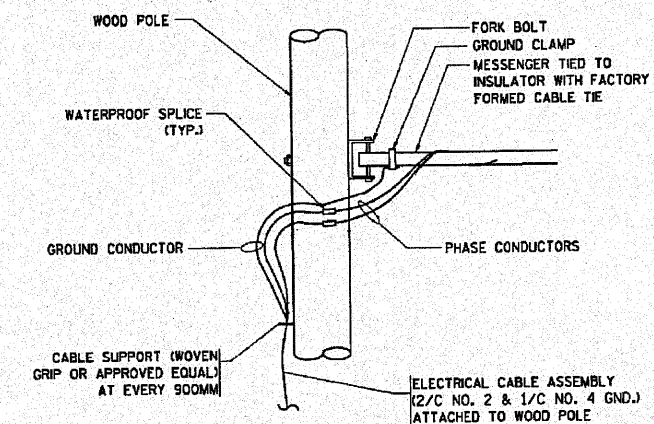 WOOD POLE
FORK BOLT
GROUND CLAMP
MESSENGER TIED TO
INSULATOR WITH FACTORY
FORMED CABLE TIE
WATERPROOF SPLICE
(TYP.)
GROUND CONDUCTOR
PHASE CONDUCTORS
CABLE SUPPORT (WOVEN
GRIP OR APPROVED EQUAL)
AT EVERY 900MM
ELECTRICAL CABLE ASSEMBLY
(2/C NO. 2 & 1/C NO. 4 GND.)
ATTACHED TO WOOD POLE